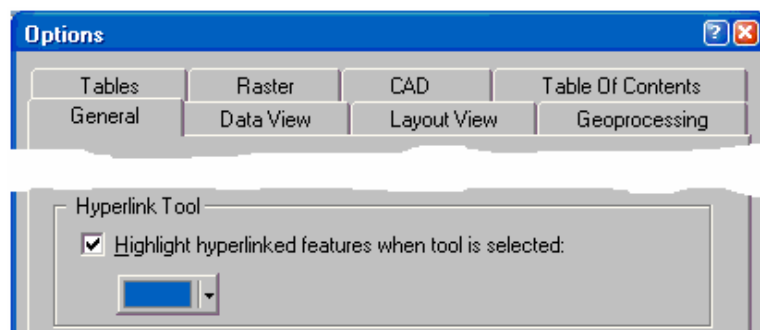 Options
Tables Raster CAD Table Of Contents
General Data View Layout View Geoprocessing
Hyperlink Tool
Highlight hyperlinked features when tool is selected: